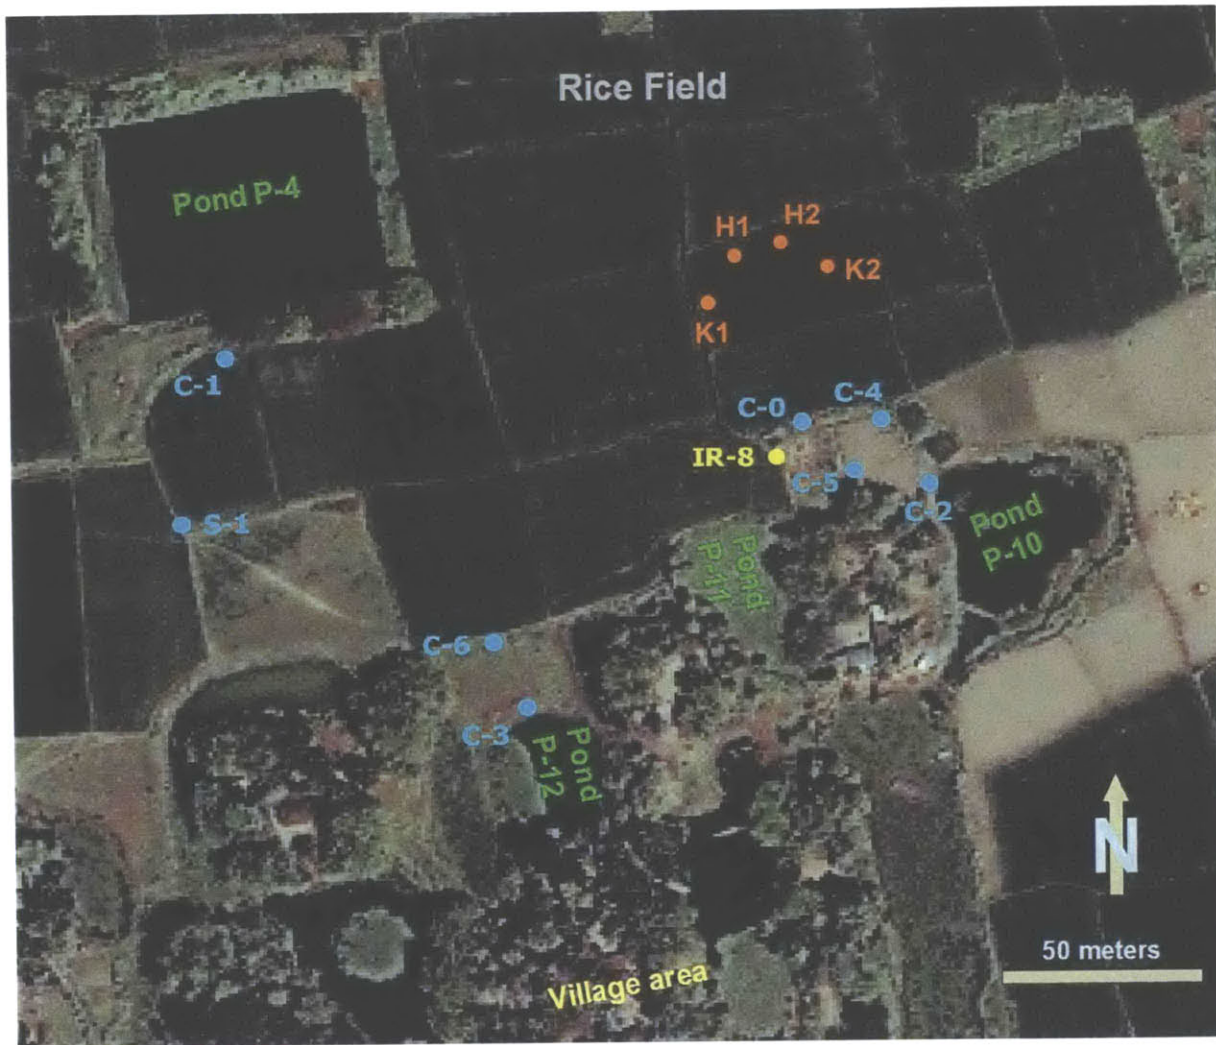 Rice Field
Pond P-4
H1
H2
K2
K1
C-1
C-0
C-4
IR-8
C-5
C-2
S-1
Pond
P-10
Pond
P-11
C-6
C-3
Pond
P-12
N
50 meters
Village area